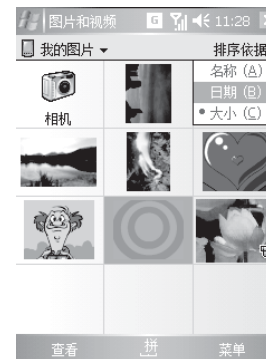 图片和视频 G 11:28
我的图片 排序依据
名称 (A)
日期 (B)
大小 (C)
相机
查看 拼 菜单